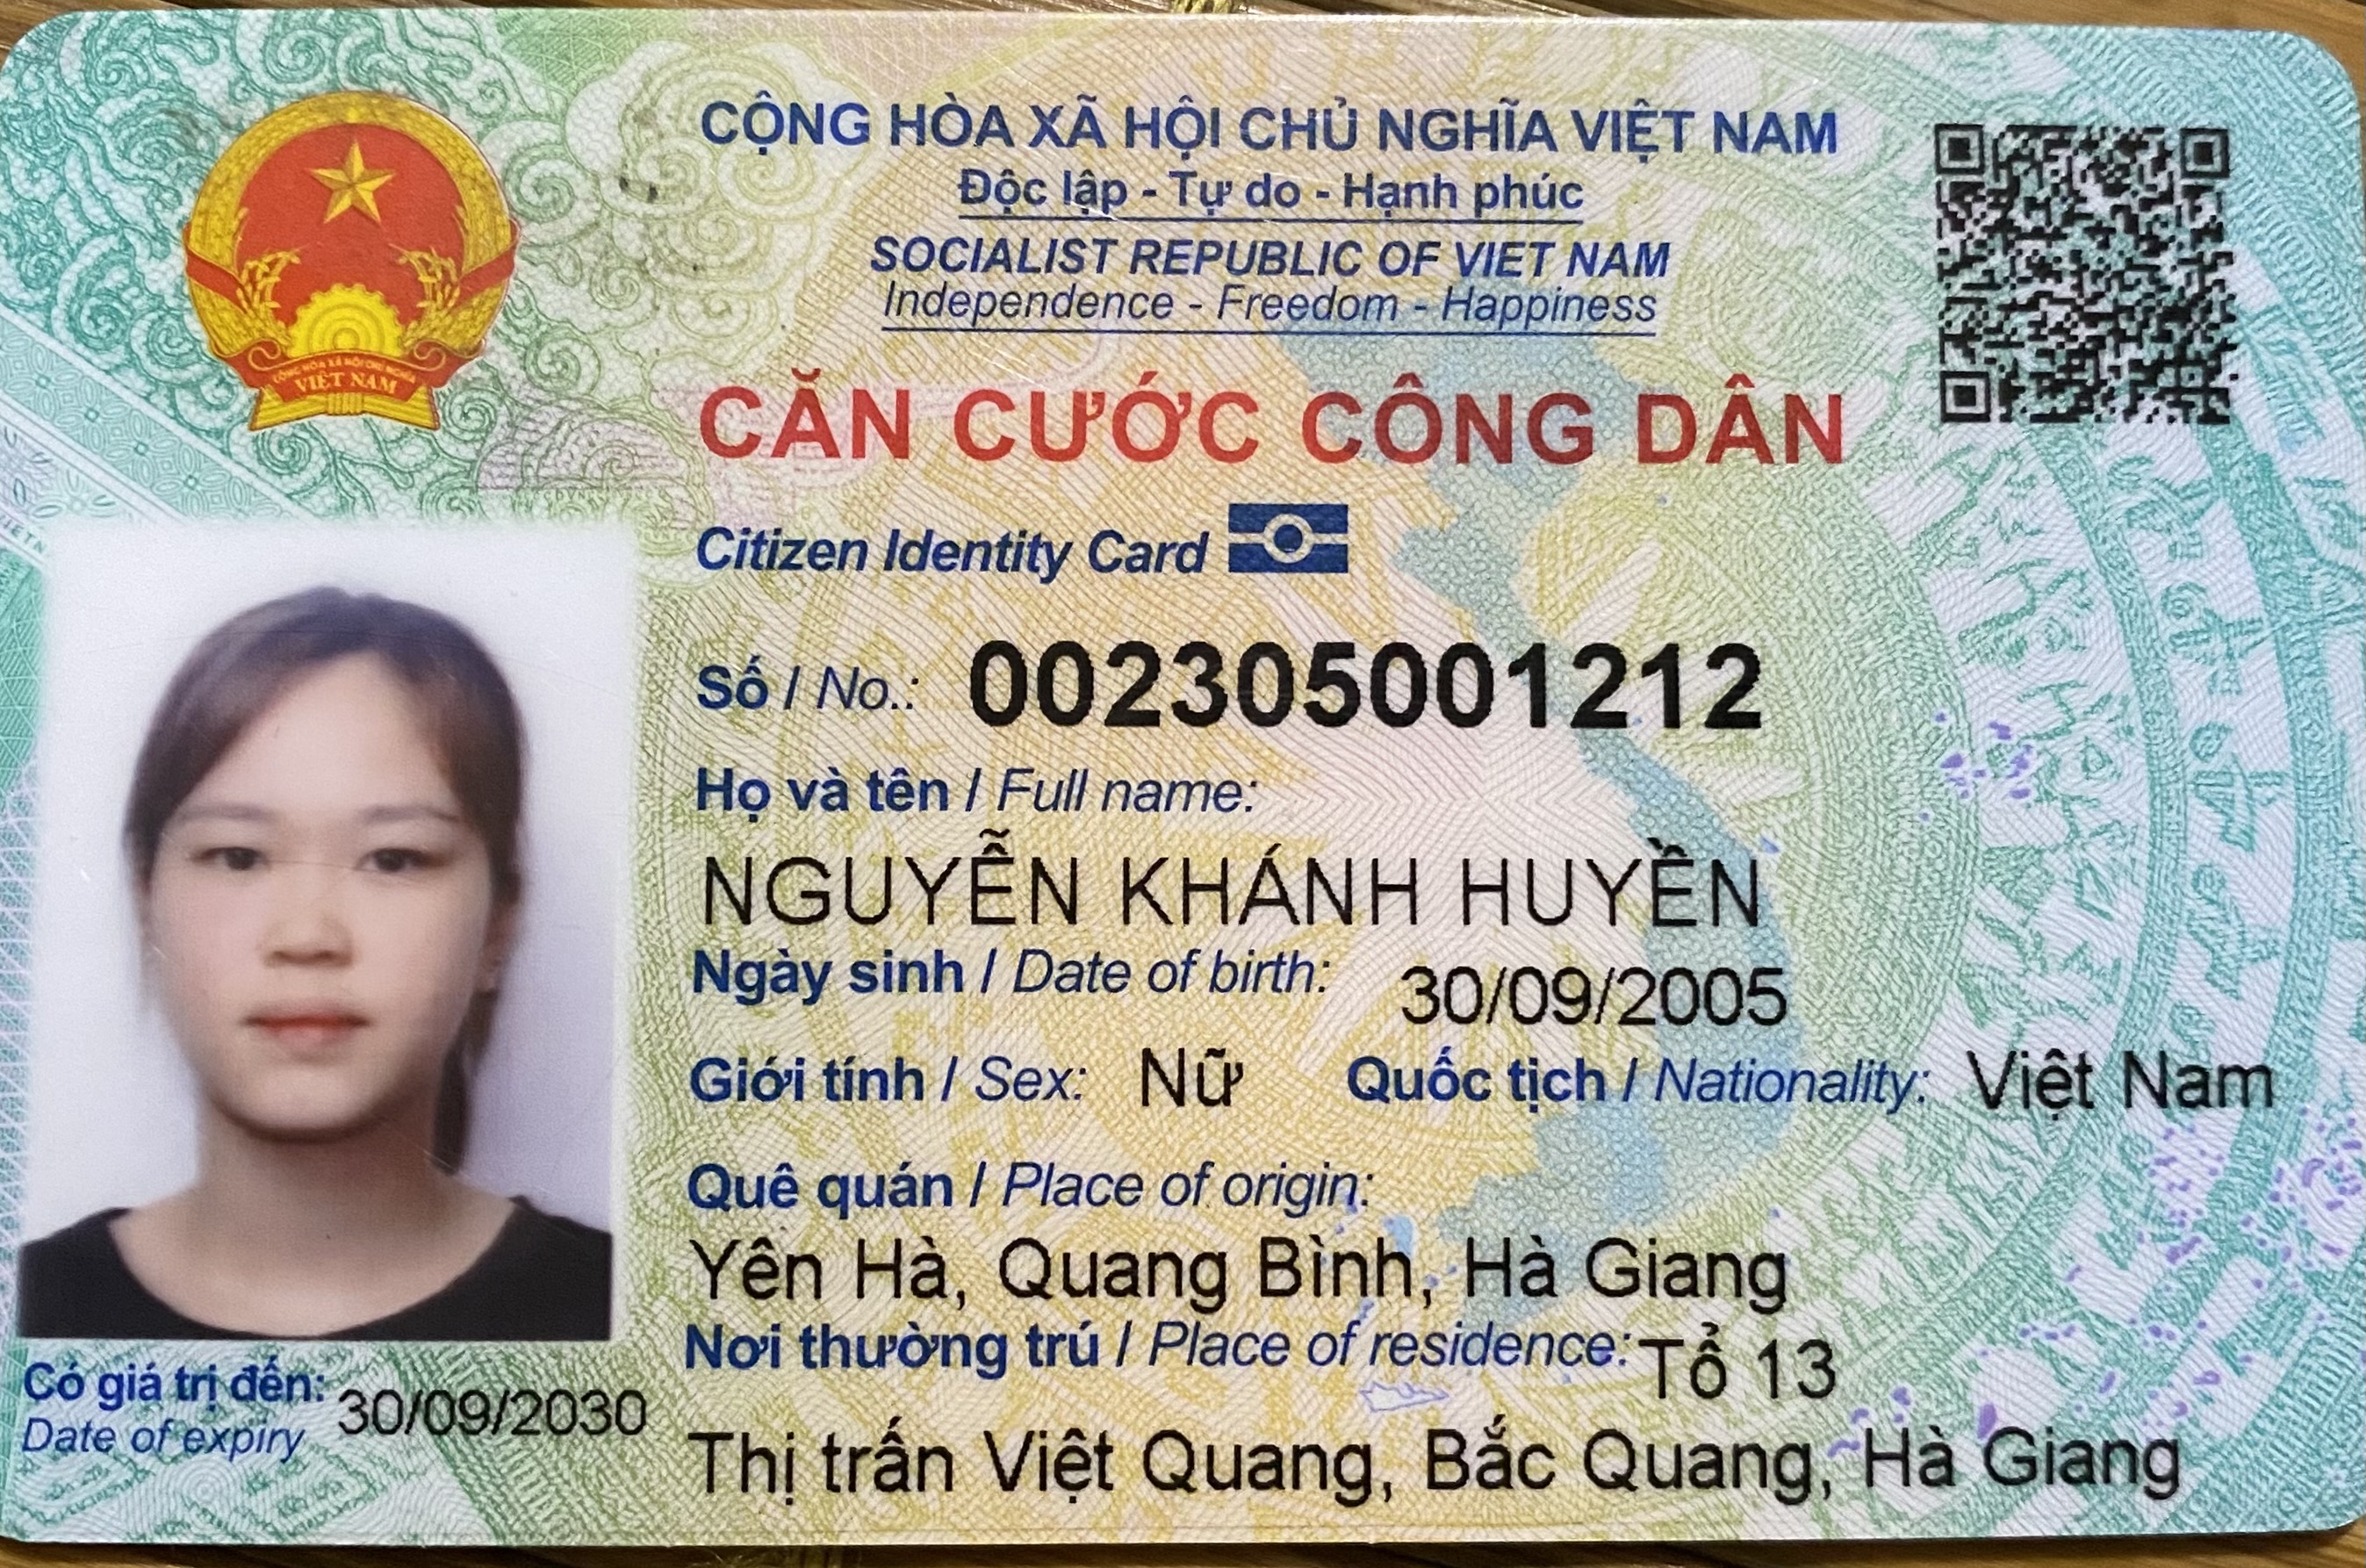 CỘNG HÒA XÃ HỘI CHỦ NGHĨA VIỆT NAM
Độc lập - Tự do - Hạnh phúc
SOCIALIST REPUBLIC OF VIET NAM
Independence - Freedom - Happiness
CỘNG HÒA XÃ HỘI CHỦ NGHĨA
VIỆT NAM
CĂN CƯỚC CÔNG DÂN
Citizen Identity Card
Số / No.: 002305001212
Họ và tên / Full name:
NGUYỄN KHÁNH HUYỀN
Ngày sinh / Date of birth: 30/09/2005
Giới tính / Sex: Nữ Quốc tịch / Nationality: Việt Nam
Quê quán / Place of origin:
Yên Hà, Quang Bình, Hà Giang
Nơi thường trú / Place of residence: Tổ 13
Thị trấn Việt Quang, Bắc Quang, Hà Giang
Có giá trị đến: 30/09/2030
Date of expiry